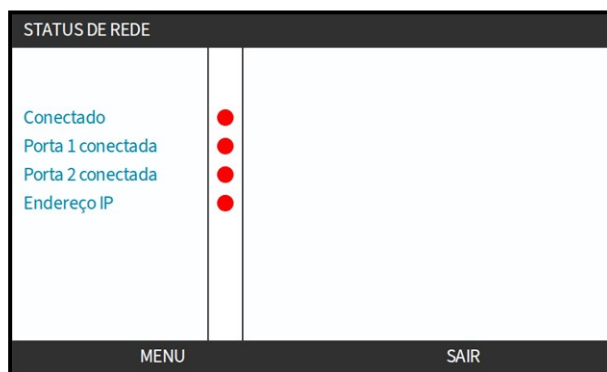 STATUS DE REDE
Conectado
Porta 1 conectada
Porta 2 conectada
Endereço IP
MENU SAIR